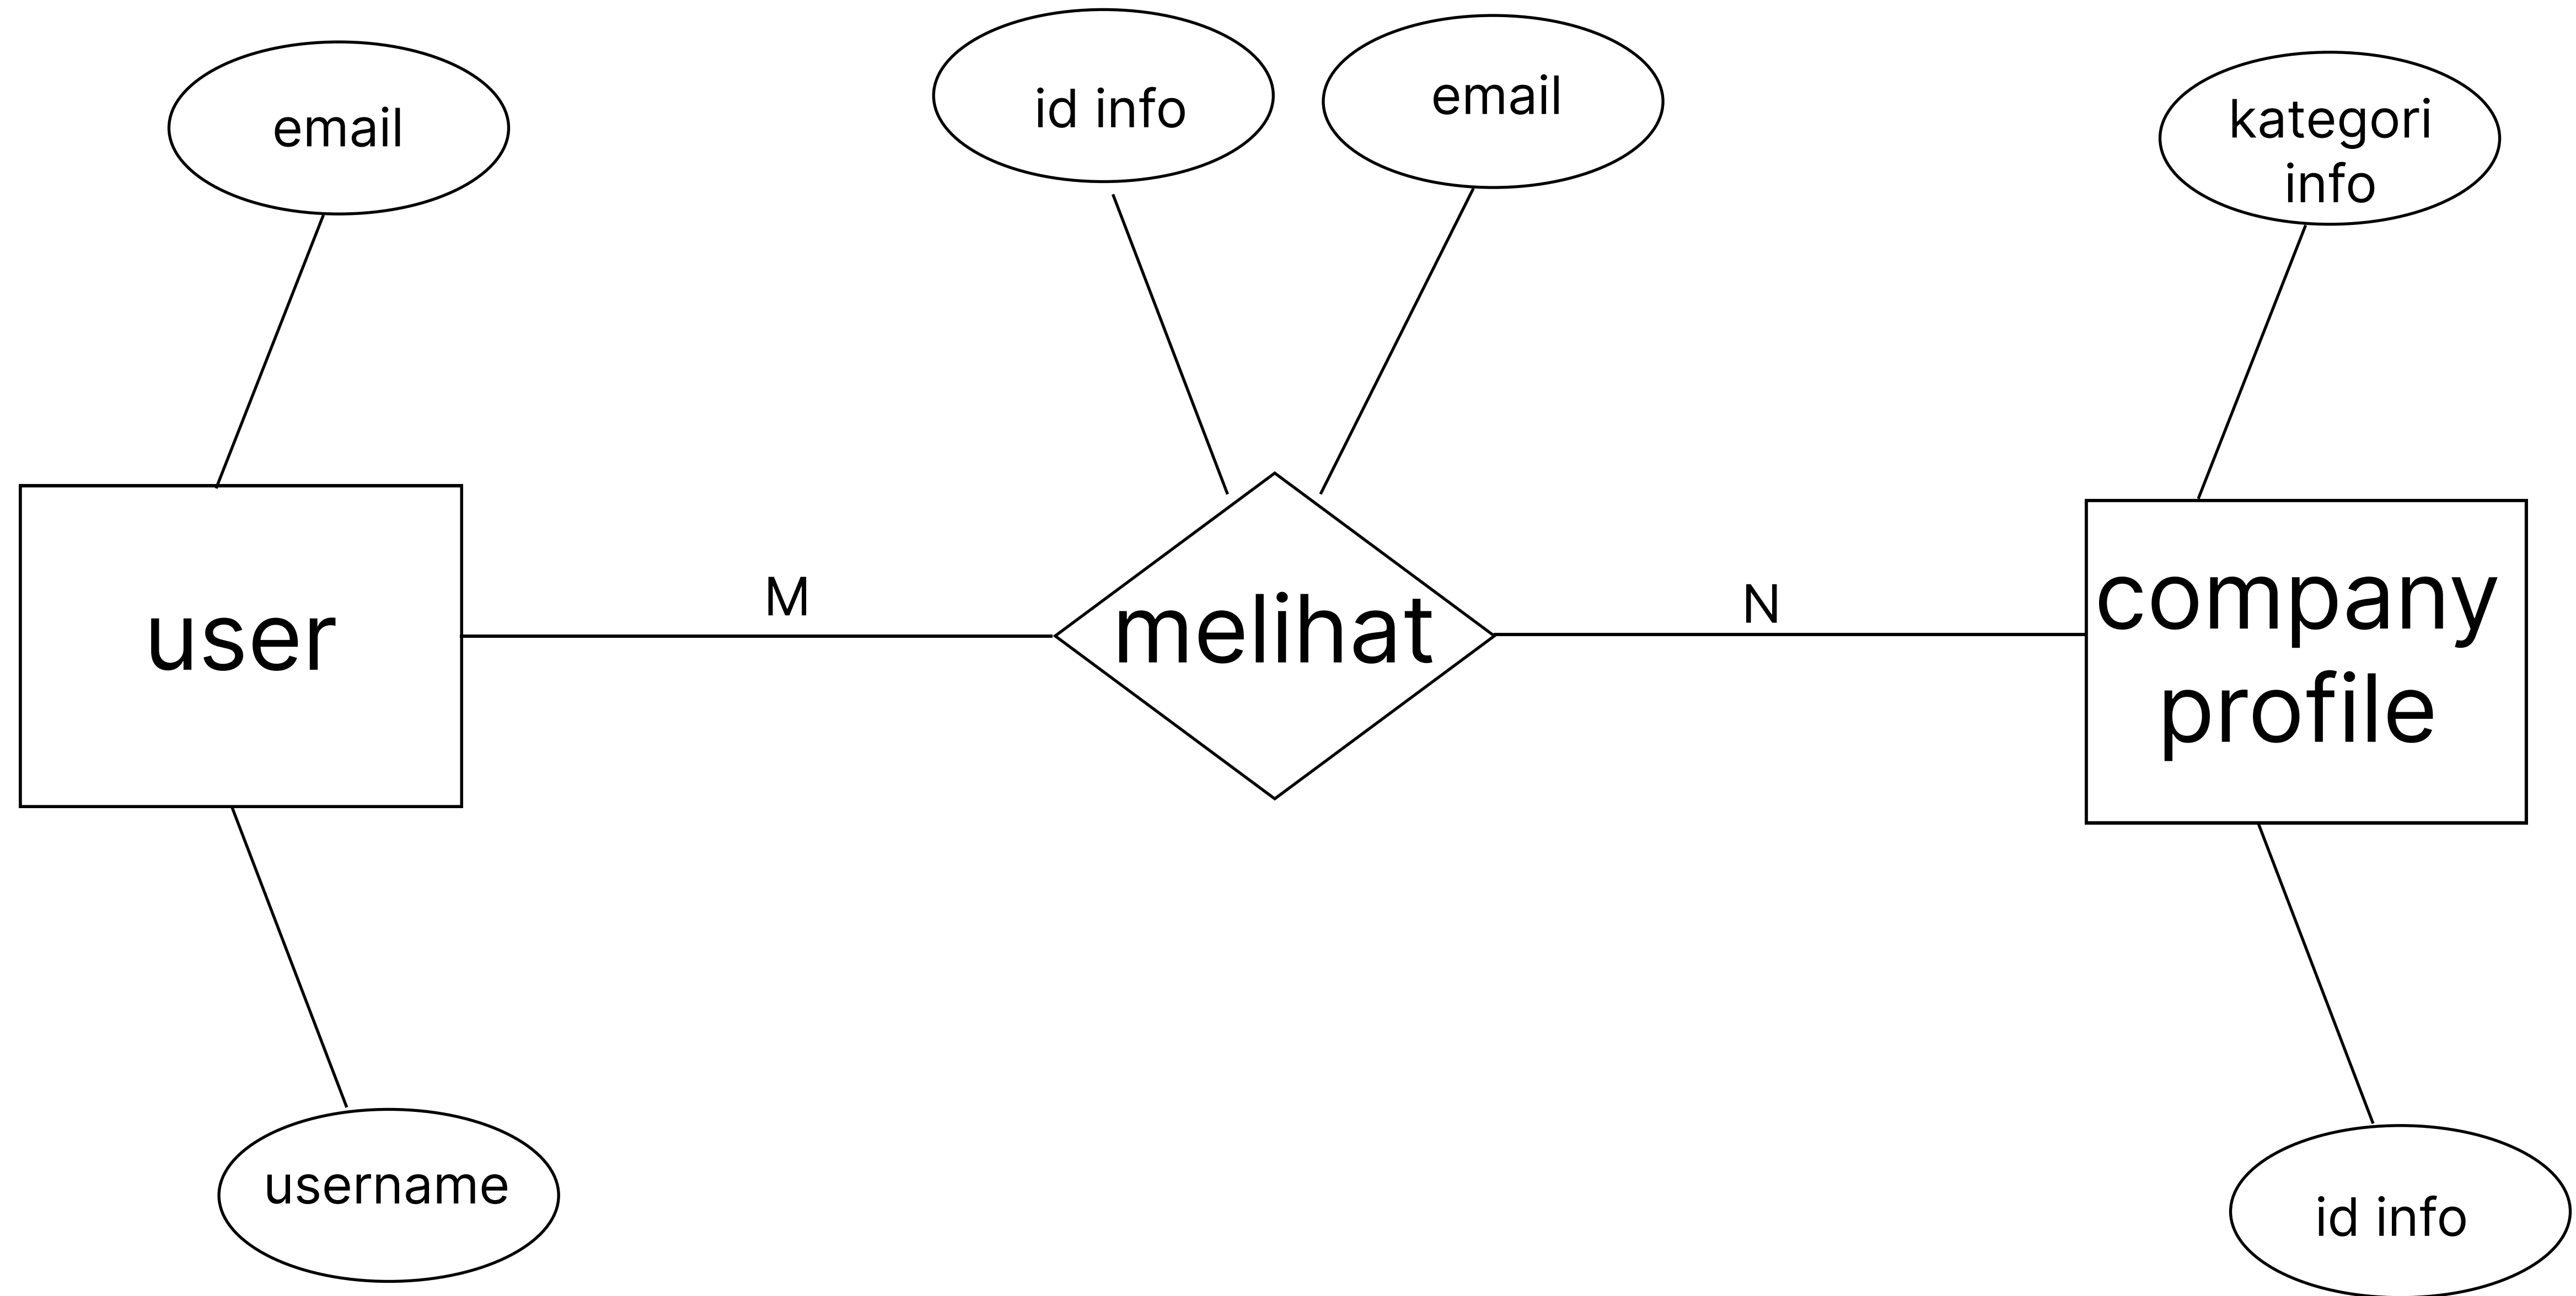 email
id info
email
kategori
info
user
M
melihat
N
company
profile
username
id info